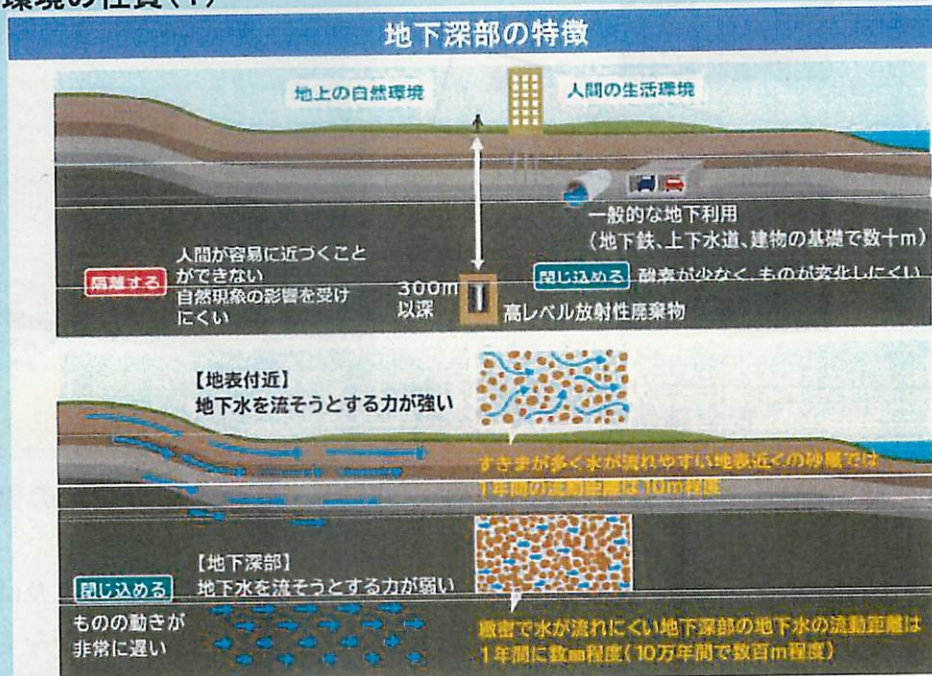 環境の性質(1)
地下深部の特徴
地上の自然環境
人間の生活環境
一般的な地下利用
(地下鉄、上下水道、建物の基礎で数十m)
隔離する
人間が容易に近づくこと
ができない
自然現象の影響を受け
にくい
300m
以深
高レベル放射性廃棄物
閉じ込める
酸素が少なく、ものが変化しにくい
【地表付近】
地下水を流そうとする力が強い
すきまが多く水が流れやすい地表近くの砂層では
1年間の流動距離は10m程度
【地下深部】
地下水を流そうとする力が弱い
閉じ込める
ものの動きが
非常に遅い
緻密で水が流れにくい地下深部の地下水の流動距離は
1年間に数㎜程度(10万年間で数百m程度)